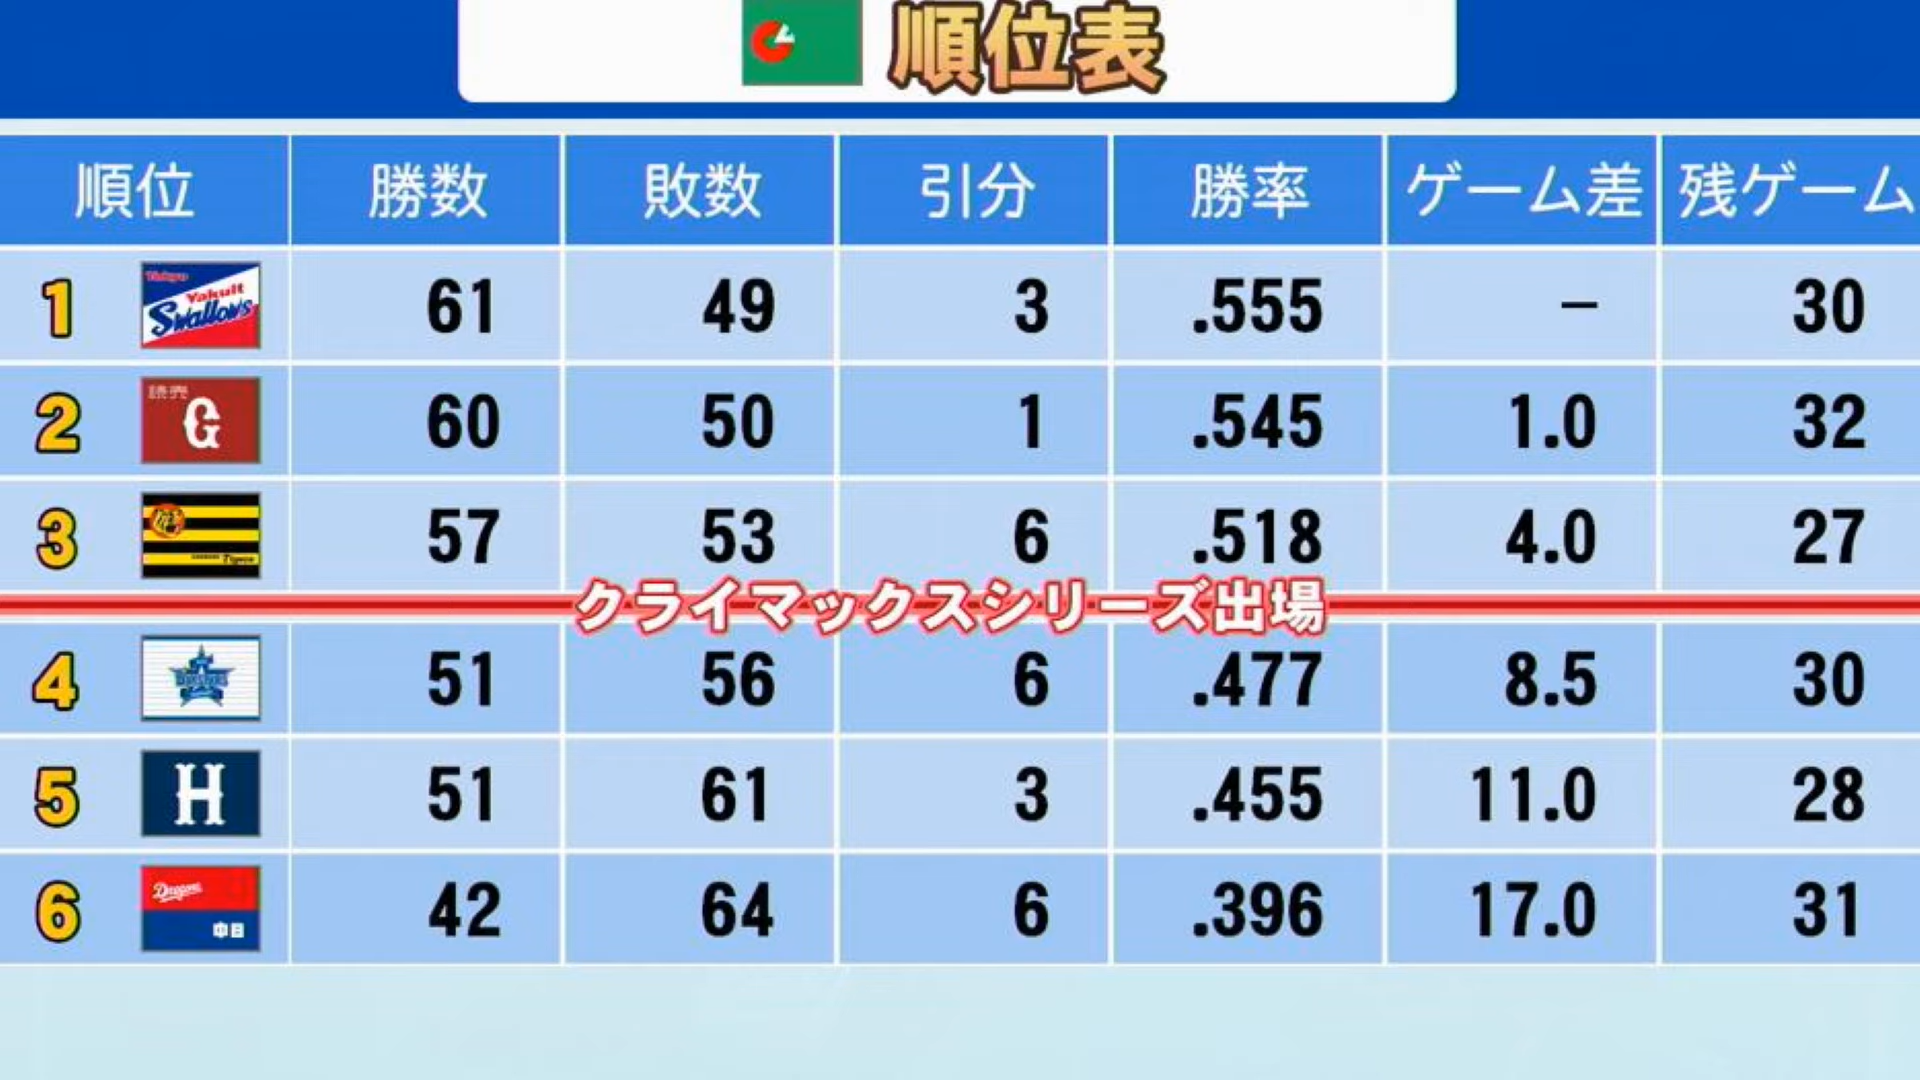 順位表
順位 勝数 敗数 引分 勝率 ゲーム差 残ゲーム
1 Yakult Swallows 61 49 3 .555 － 30
2 読売 G 60 50 1 .545 1.0 32
3 Tigers 57 53 6 .518 4.0 27
クライマックスシリーズ出場
4 51 56 6 .477 8.5 30
5 H 51 61 3 .455 11.0 28
6 Dragons 中日 42 64 6 .396 17.0 31